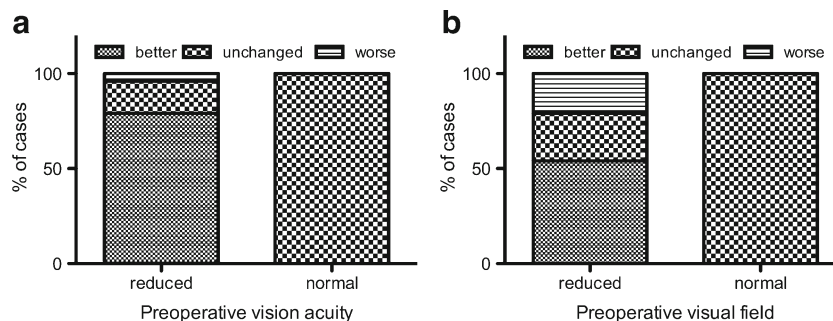 a
better unchanged worse
100
50
0
% of cases
reduced normal
Preoperative vision acuity
b
better unchanged worse
100
50
0
% of cases
reduced normal
Preoperative visual field